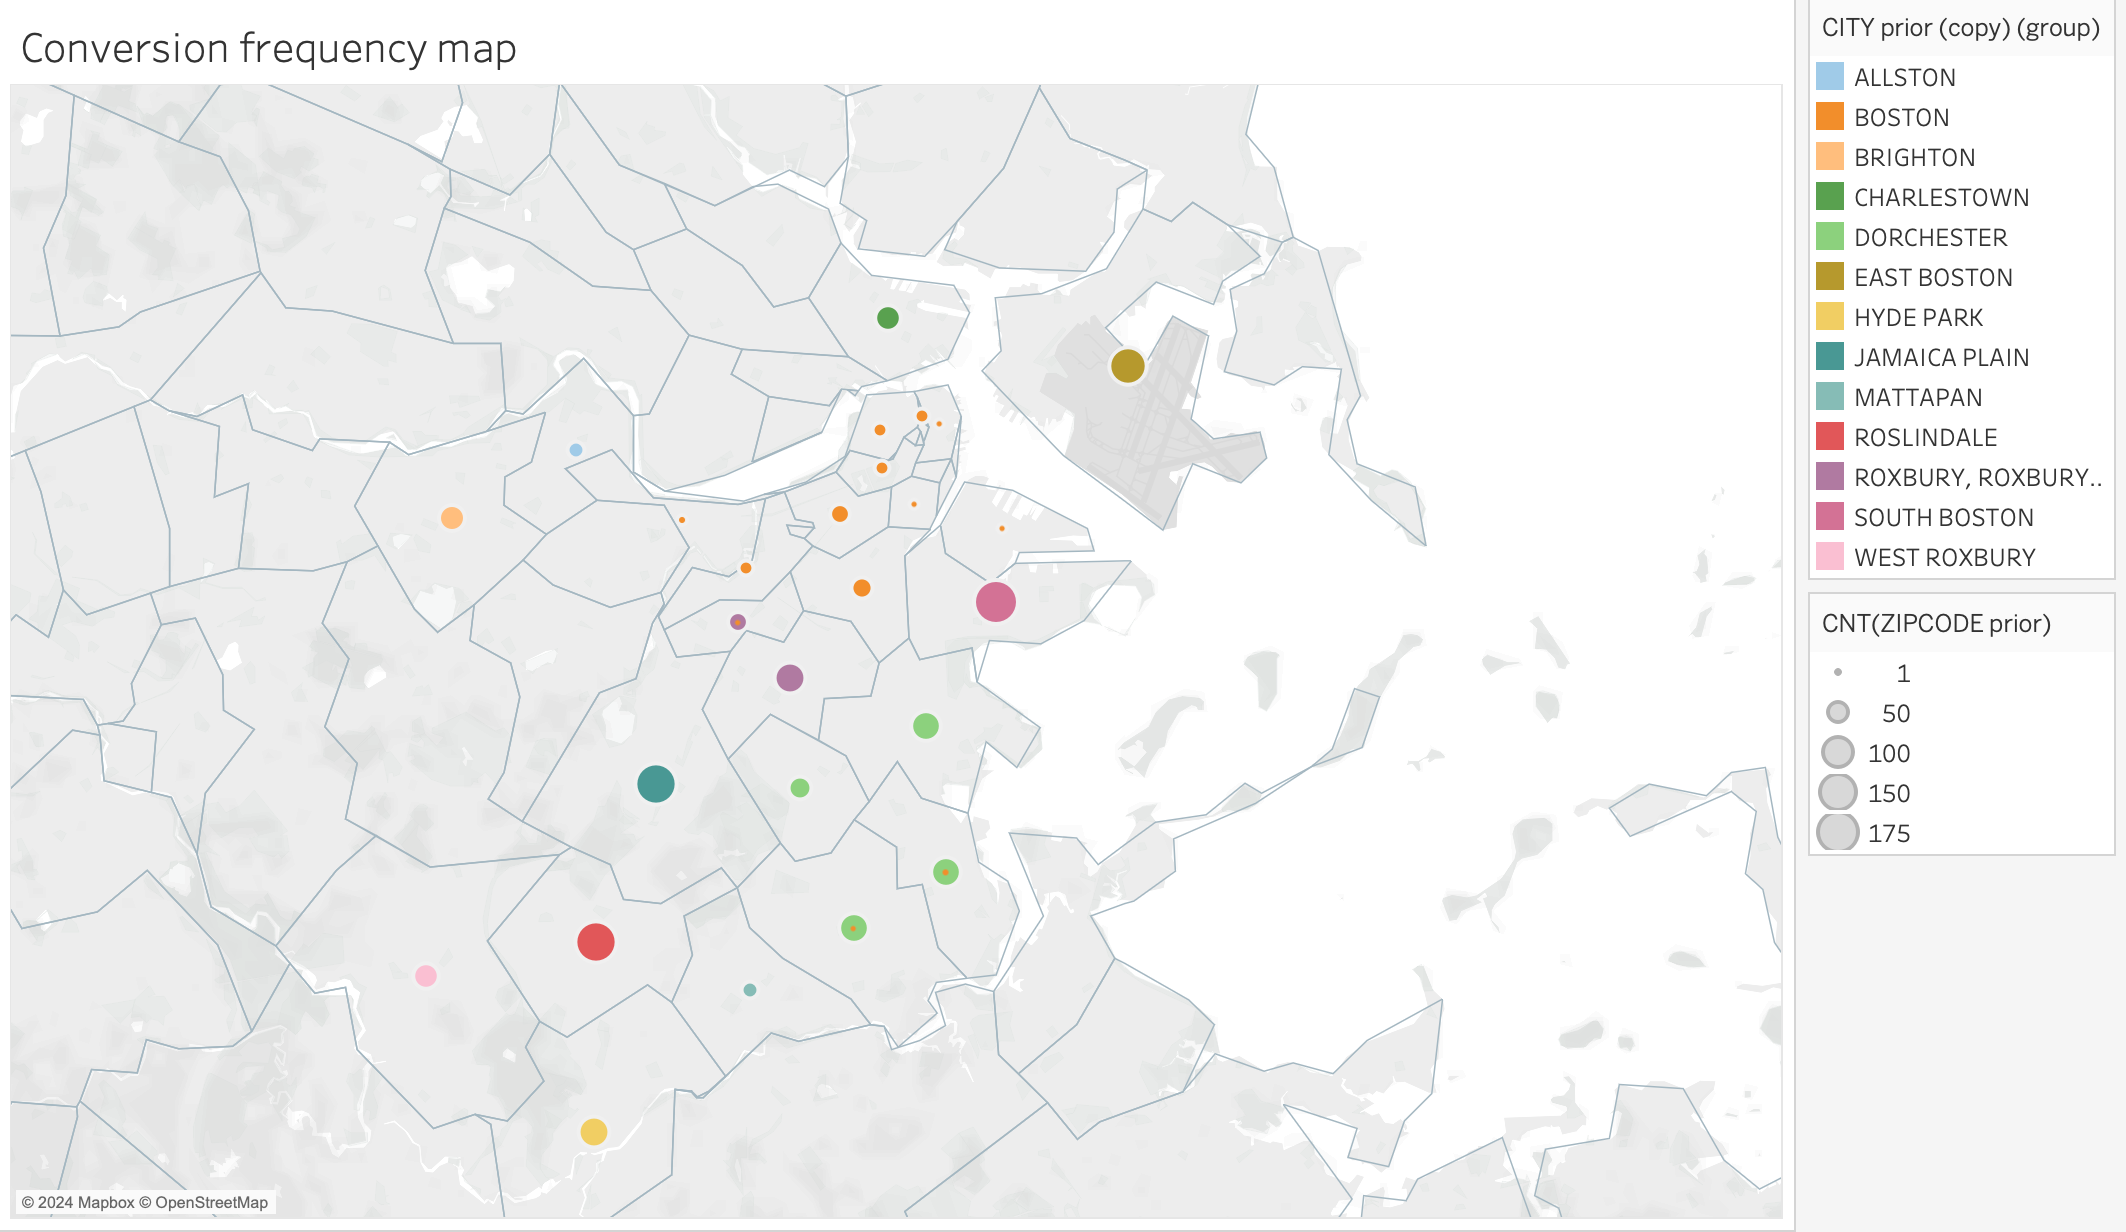 Conversion frequency map
CITY prior (copy) (group)
ALLSTON
BOSTON
BRIGHTON
CHARLESTOWN
DORCHESTER
EAST BOSTON
HYDE PARK
JAMAICA PLAIN
MATTAPAN
ROSLINDALE
ROXBURY, ROXBURY..
SOUTH BOSTON
WEST ROXBURY
CNT(ZIPCODE prior)
1
50
100
150
175
© 2024 Mapbox © OpenStreetMap